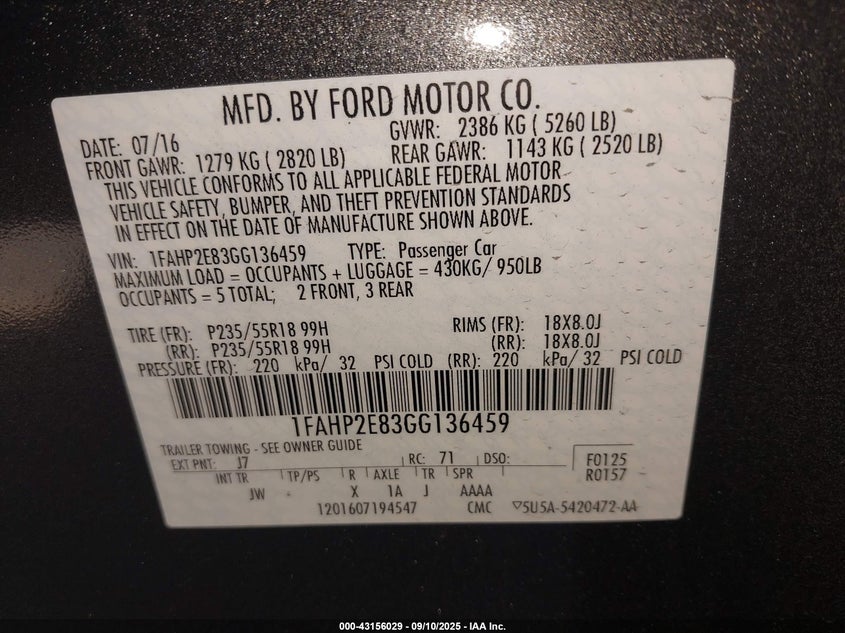 MFD. BY FORD MOTOR CO.
DATE: 07/16 GVWR: 2386 KG ( 5260 LB)
FRONT GAWR: 1279 KG ( 2820 LB) REAR GAWR: 1143 KG ( 2520 LB)
THIS VEHICLE CONFORMS TO ALL APPLICABLE FEDERAL MOTOR
VEHICLE SAFETY, BUMPER, AND THEFT PREVENTION STANDARDS
IN EFFECT ON THE DATE OF MANUFACTURE SHOWN ABOVE.
VIN: 1FAHP2E83GG136459 TYPE: Passenger Car
MAXIMUM LOAD = OCCUPANTS + LUGGAGE = 430KG/ 950LB
OCCUPANTS = 5 TOTAL; 2 FRONT, 3 REAR
TIRE (FR): P235/55R18 99H RIMS (FR): 18X8.0J
(RR): P235/55R18 99H (RR): 18X8.0J
PRESSURE (FR): 220 kPa/ 32 PSI COLD (RR): 220 kPa/ 32 PSI COLD
1FAHP2E83GG136459
TRAILER TOWING - SEE OWNER GUIDE
EXT PNT: J7 RC: 71 DSO: F0125
INT TR TP/PS R AXLE TR SPR R0157
JW X 1A J AAAA
1201607194547 CMC ▽5U5A-5420472-AA
000-43156029 - 09/10/2025 - IAA Inc.